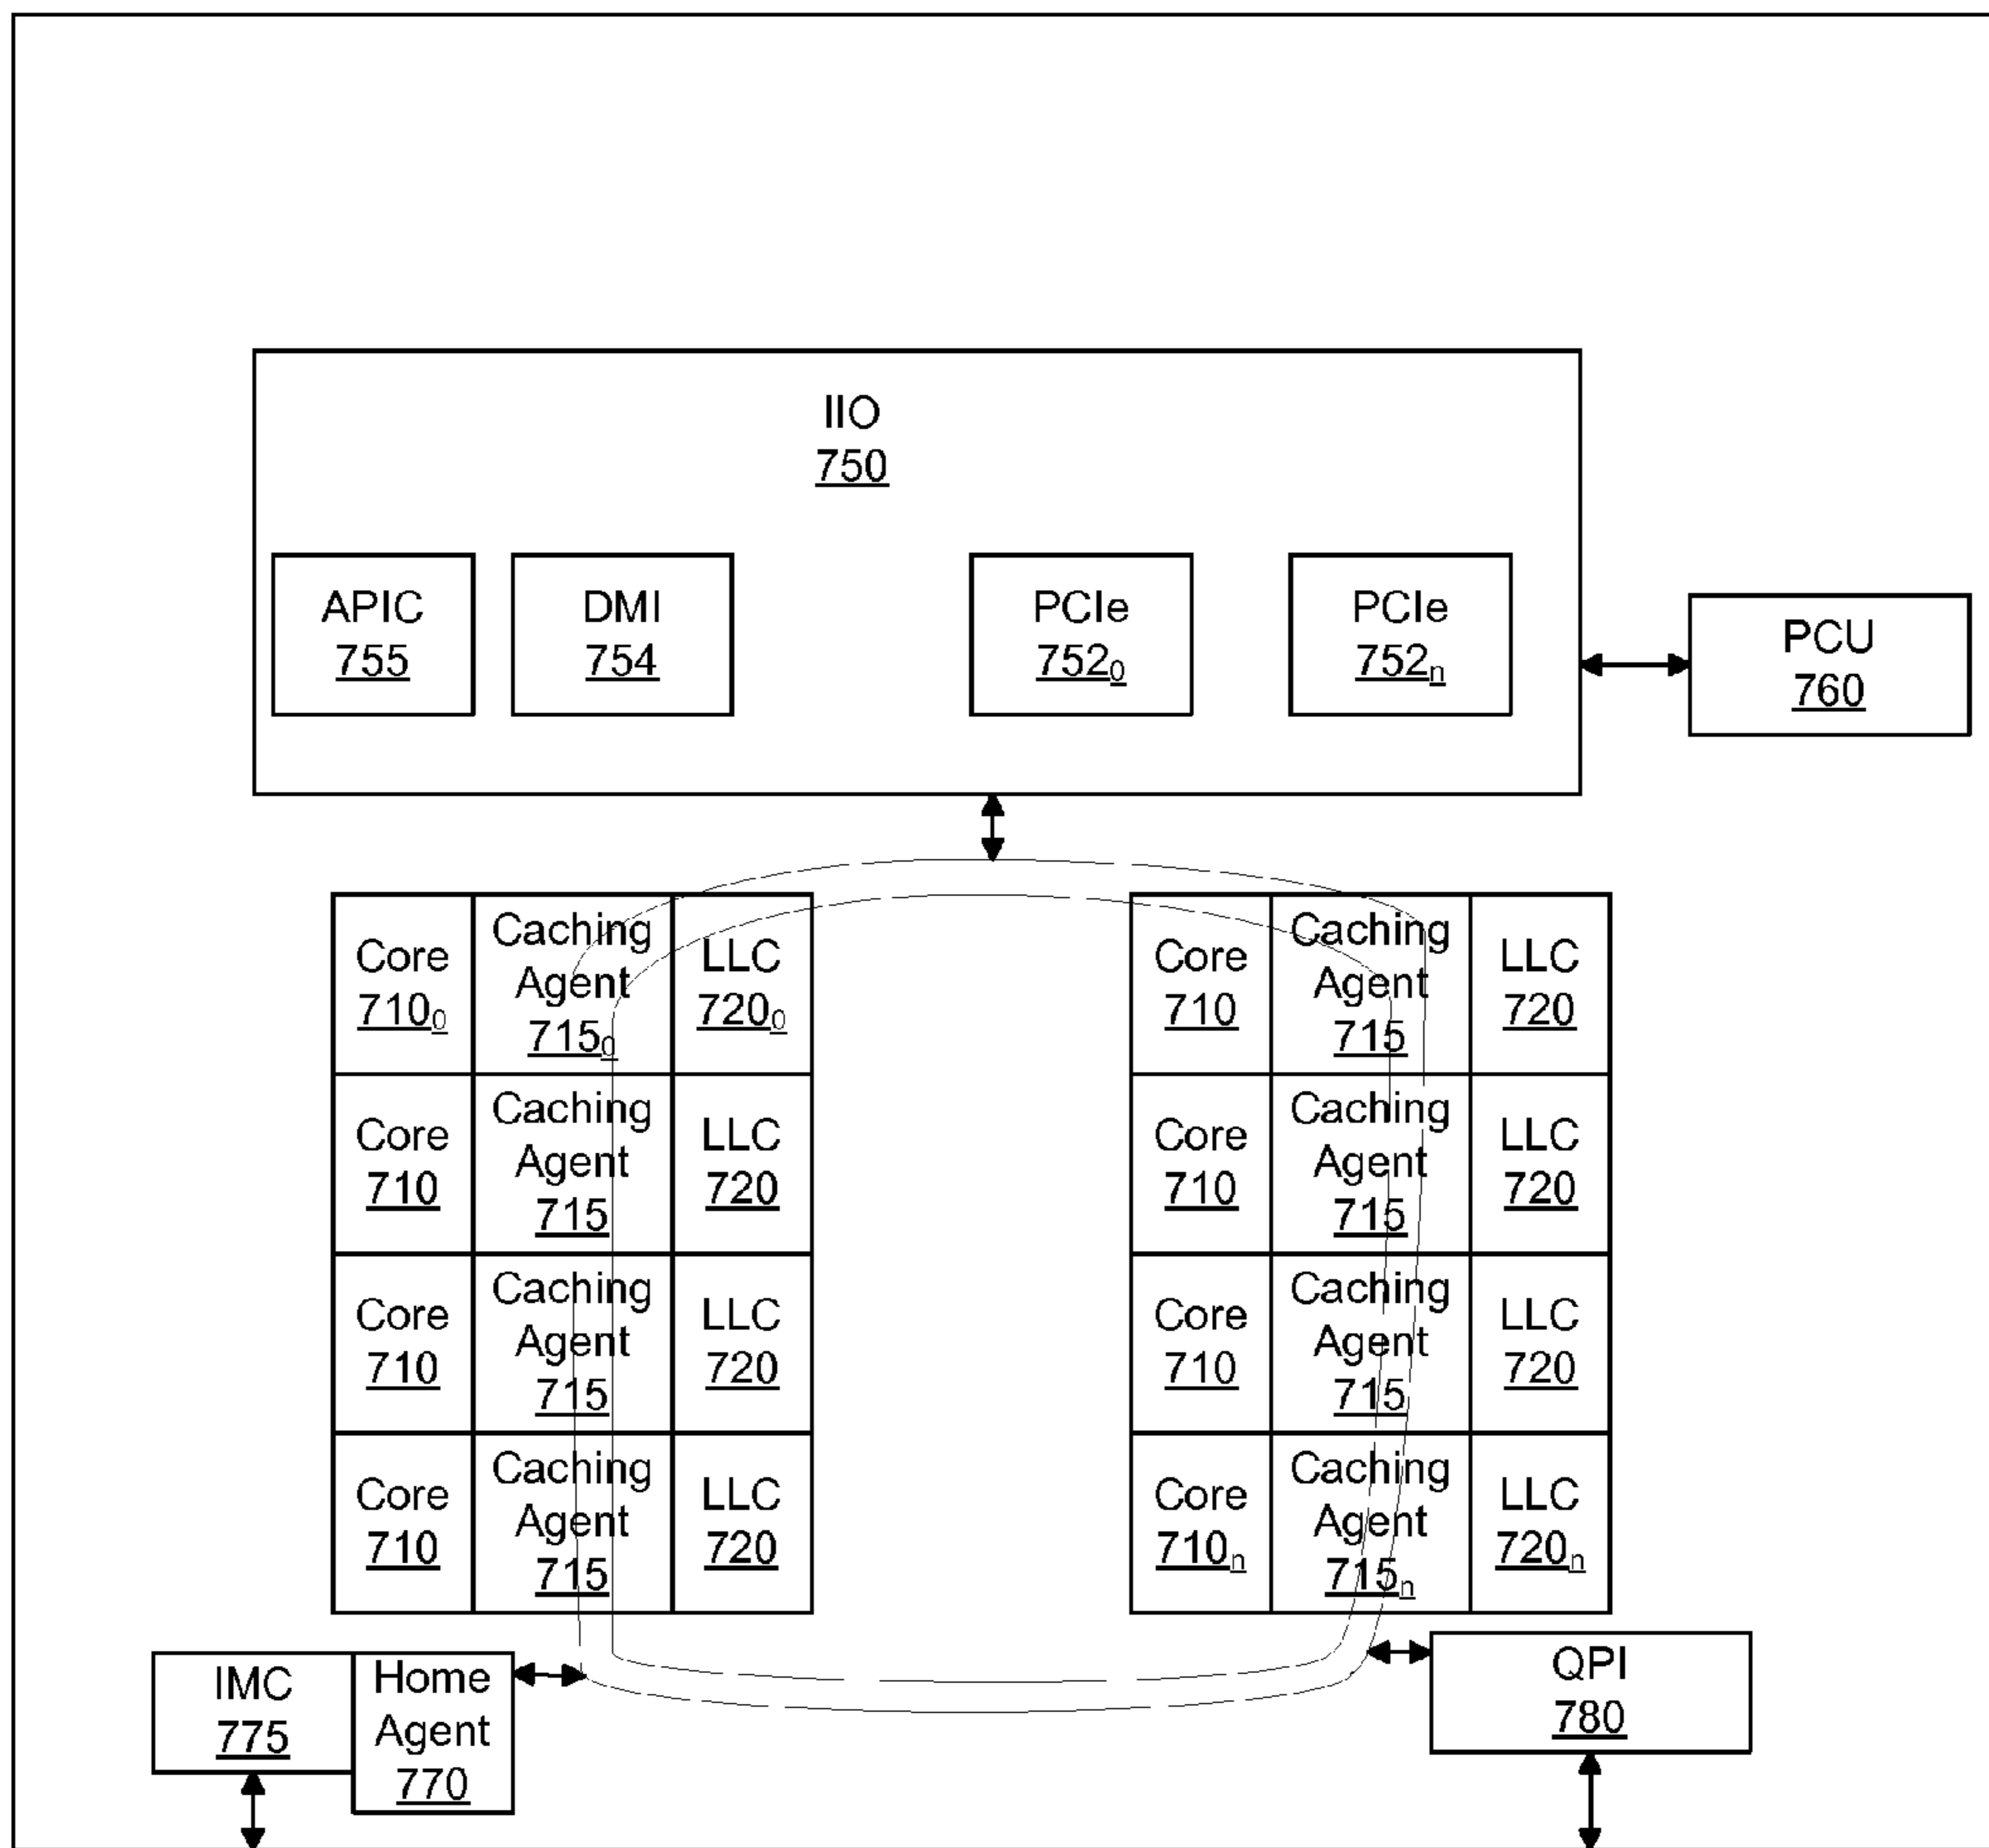 IIO
750
APIC
755
DMI
754
PCIe
752₀
PCIe
752ₙ
PCU
760
Core
710₀
Caching
Agent
715₀
LLC
720₀
Core
710
Caching
Agent
715
LLC
720
Core
710
Caching
Agent
715
LLC
720
Core
710
Caching
Agent
715
LLC
720
Core
710
Caching
Agent
715
LLC
720
Core
710
Caching
Agent
715
LLC
720
Core
710
Caching
Agent
715
LLC
720
Core
710ₙ
Caching
Agent
715ₙ
LLC
720ₙ
IMC
775
Home
Agent
770
QPI
780